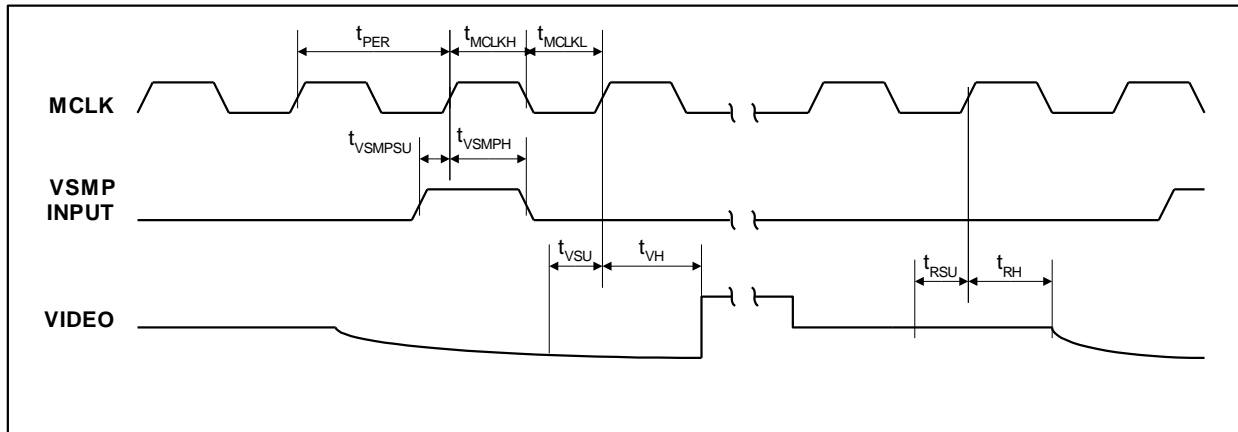 tPER tMCLKH tMCLKL
MCLK
tVSMPSU tVSMPH
VSMP
INPUT
tVSU tVH
tRSU tRH
VIDEO